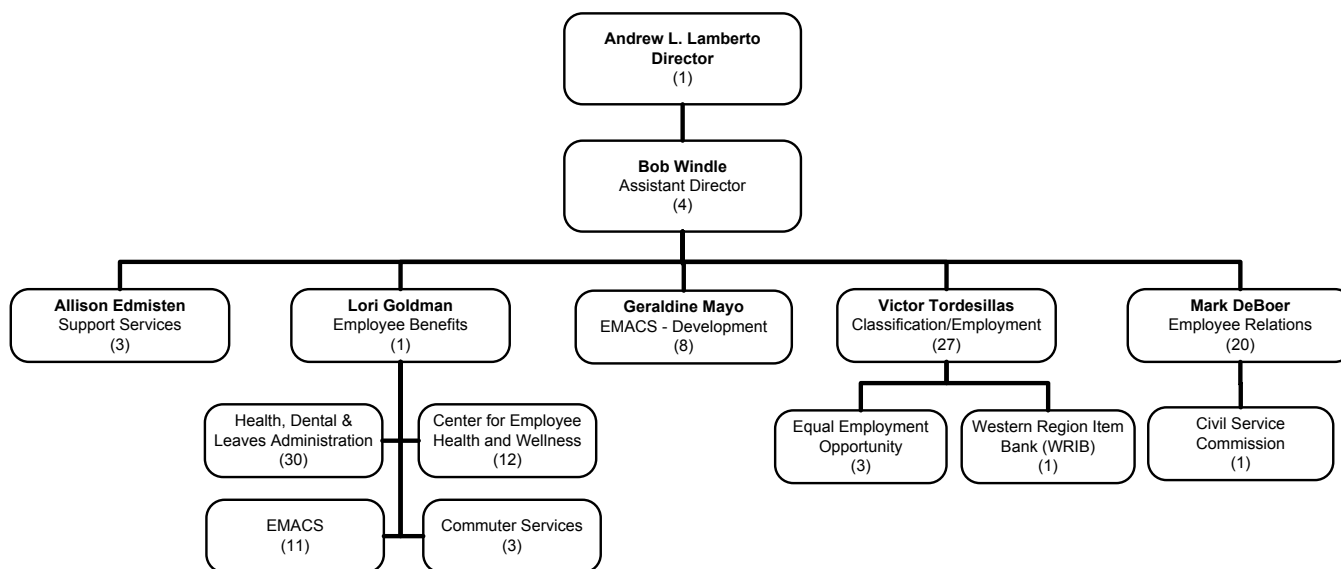 Andrew L. Lamberto
Director
(1)
Bob Windle
Assistant Director
(4)
Allison Edmisten
Support Services
(3)
Lori Goldman
Employee Benefits
(1)
Geraldine Mayo
EMACS - Development
(8)
Victor Tordesillas
Classification/Employment
(27)
Mark DeBoer
Employee Relations
(20)
Health, Dental &
Leaves Administration
(30)
Center for Employee
Health and Wellness
(12)
Equal Employment
Opportunity
(3)
Western Region Item
Bank (WRIB)
(1)
Civil Service
Commission
(1)
EMACS
(11)
Commuter Services
(3)